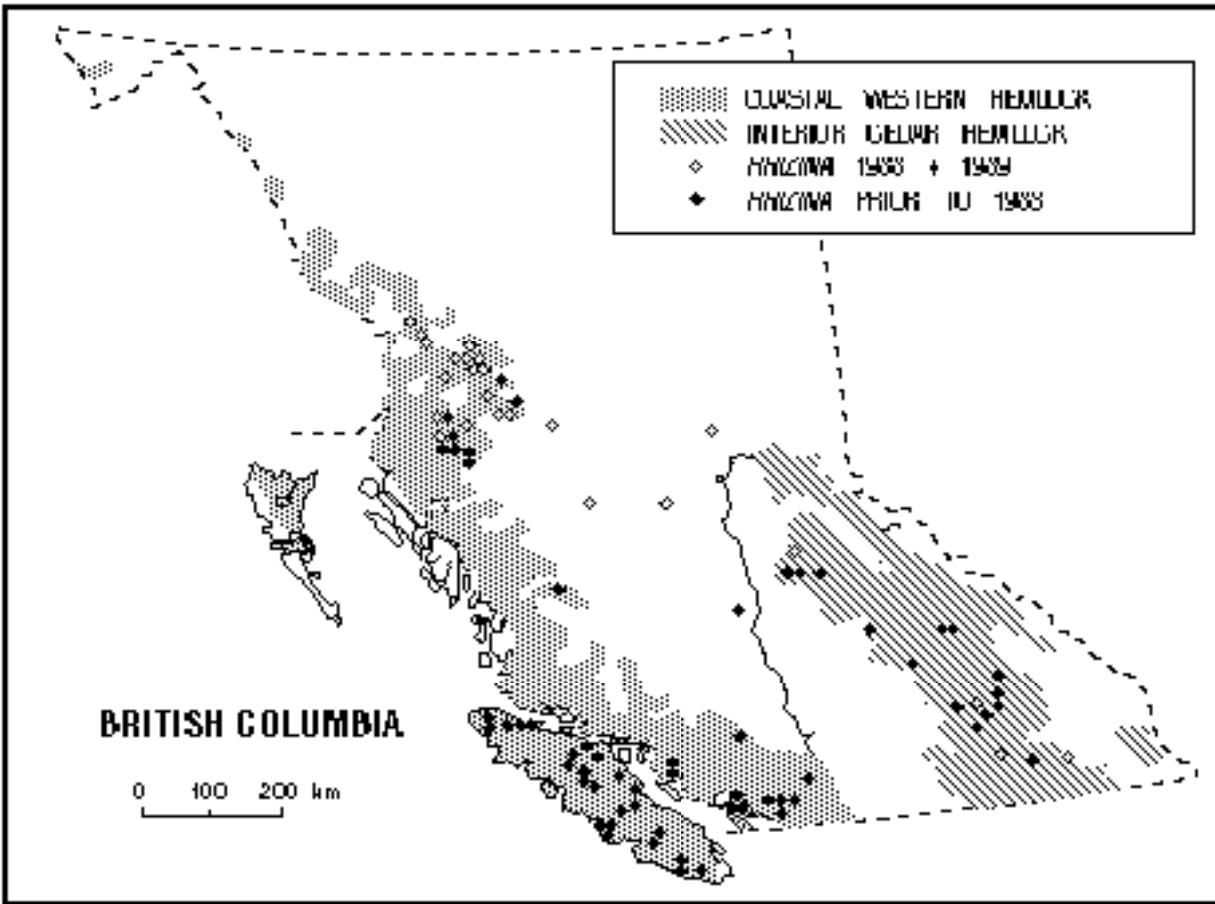 COASTAL WESTERN HEMLOCK
INTERIOR CEDAR HEMLOCK
1988 + 1989
PRIOR TO 1988
BRITISH COLUMBIA
0 100 200 km